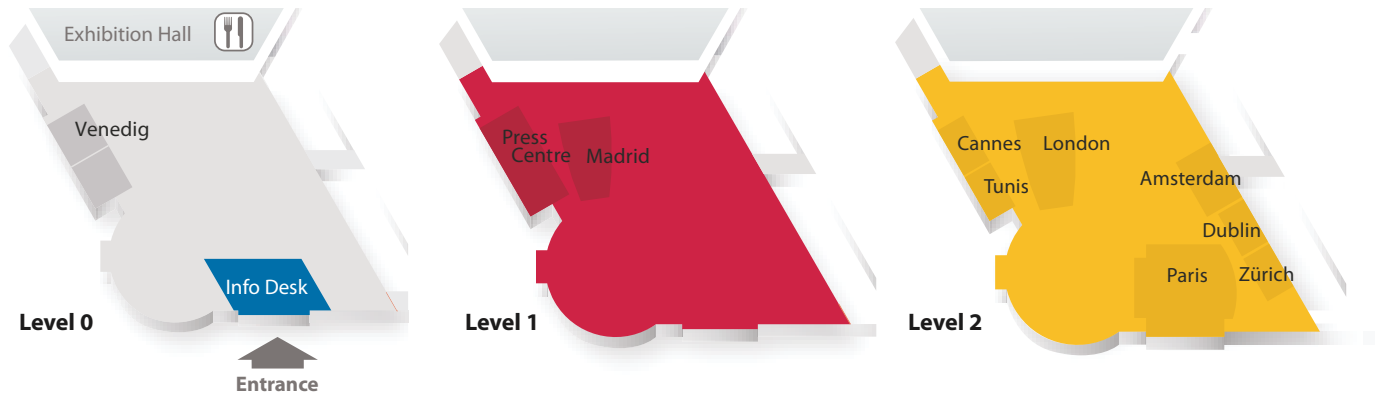 Exhibition Hall
Venedig
Info Desk
Level 0
Entrance
Press
Centre
Madrid
Level 1
Cannes
London
Tunis
Amsterdam
Dublin
Paris
Zürich
Level 2